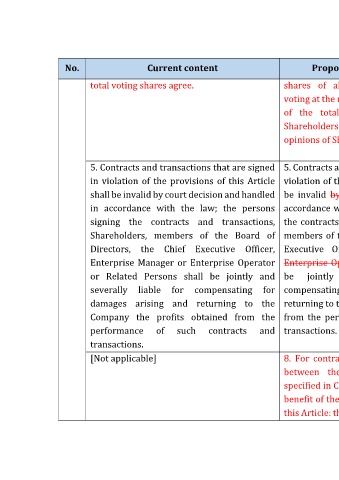 No. Current content Propo
total voting shares agree.
shares of al
voting at the
of the total
Shareholders
opinions of S
5. Contracts and transactions that are signed
in violation of the provisions of this Article
shall be invalid by court decision and handled
in accordance with the law; the persons
signing the contracts and transactions,
Shareholders, members of the Board of
Directors, the Chief Executive Officer,
Enterprise Manager or Enterprise Operator
or Related Persons shall be jointly and
severally liable for compensating for
damages arising and returning to the
Company the profits obtained from the
performance of such contracts and
transactions.
5. Contracts a
violation of t
be invalid by
accordance w
the contracts
members of t
Executive O
Enterprise Op
be jointly
compensating
returning to t
from the per
transactions.
[Not applicable]
8. For contra
between the
specified in C
benefit of the
this Article: th